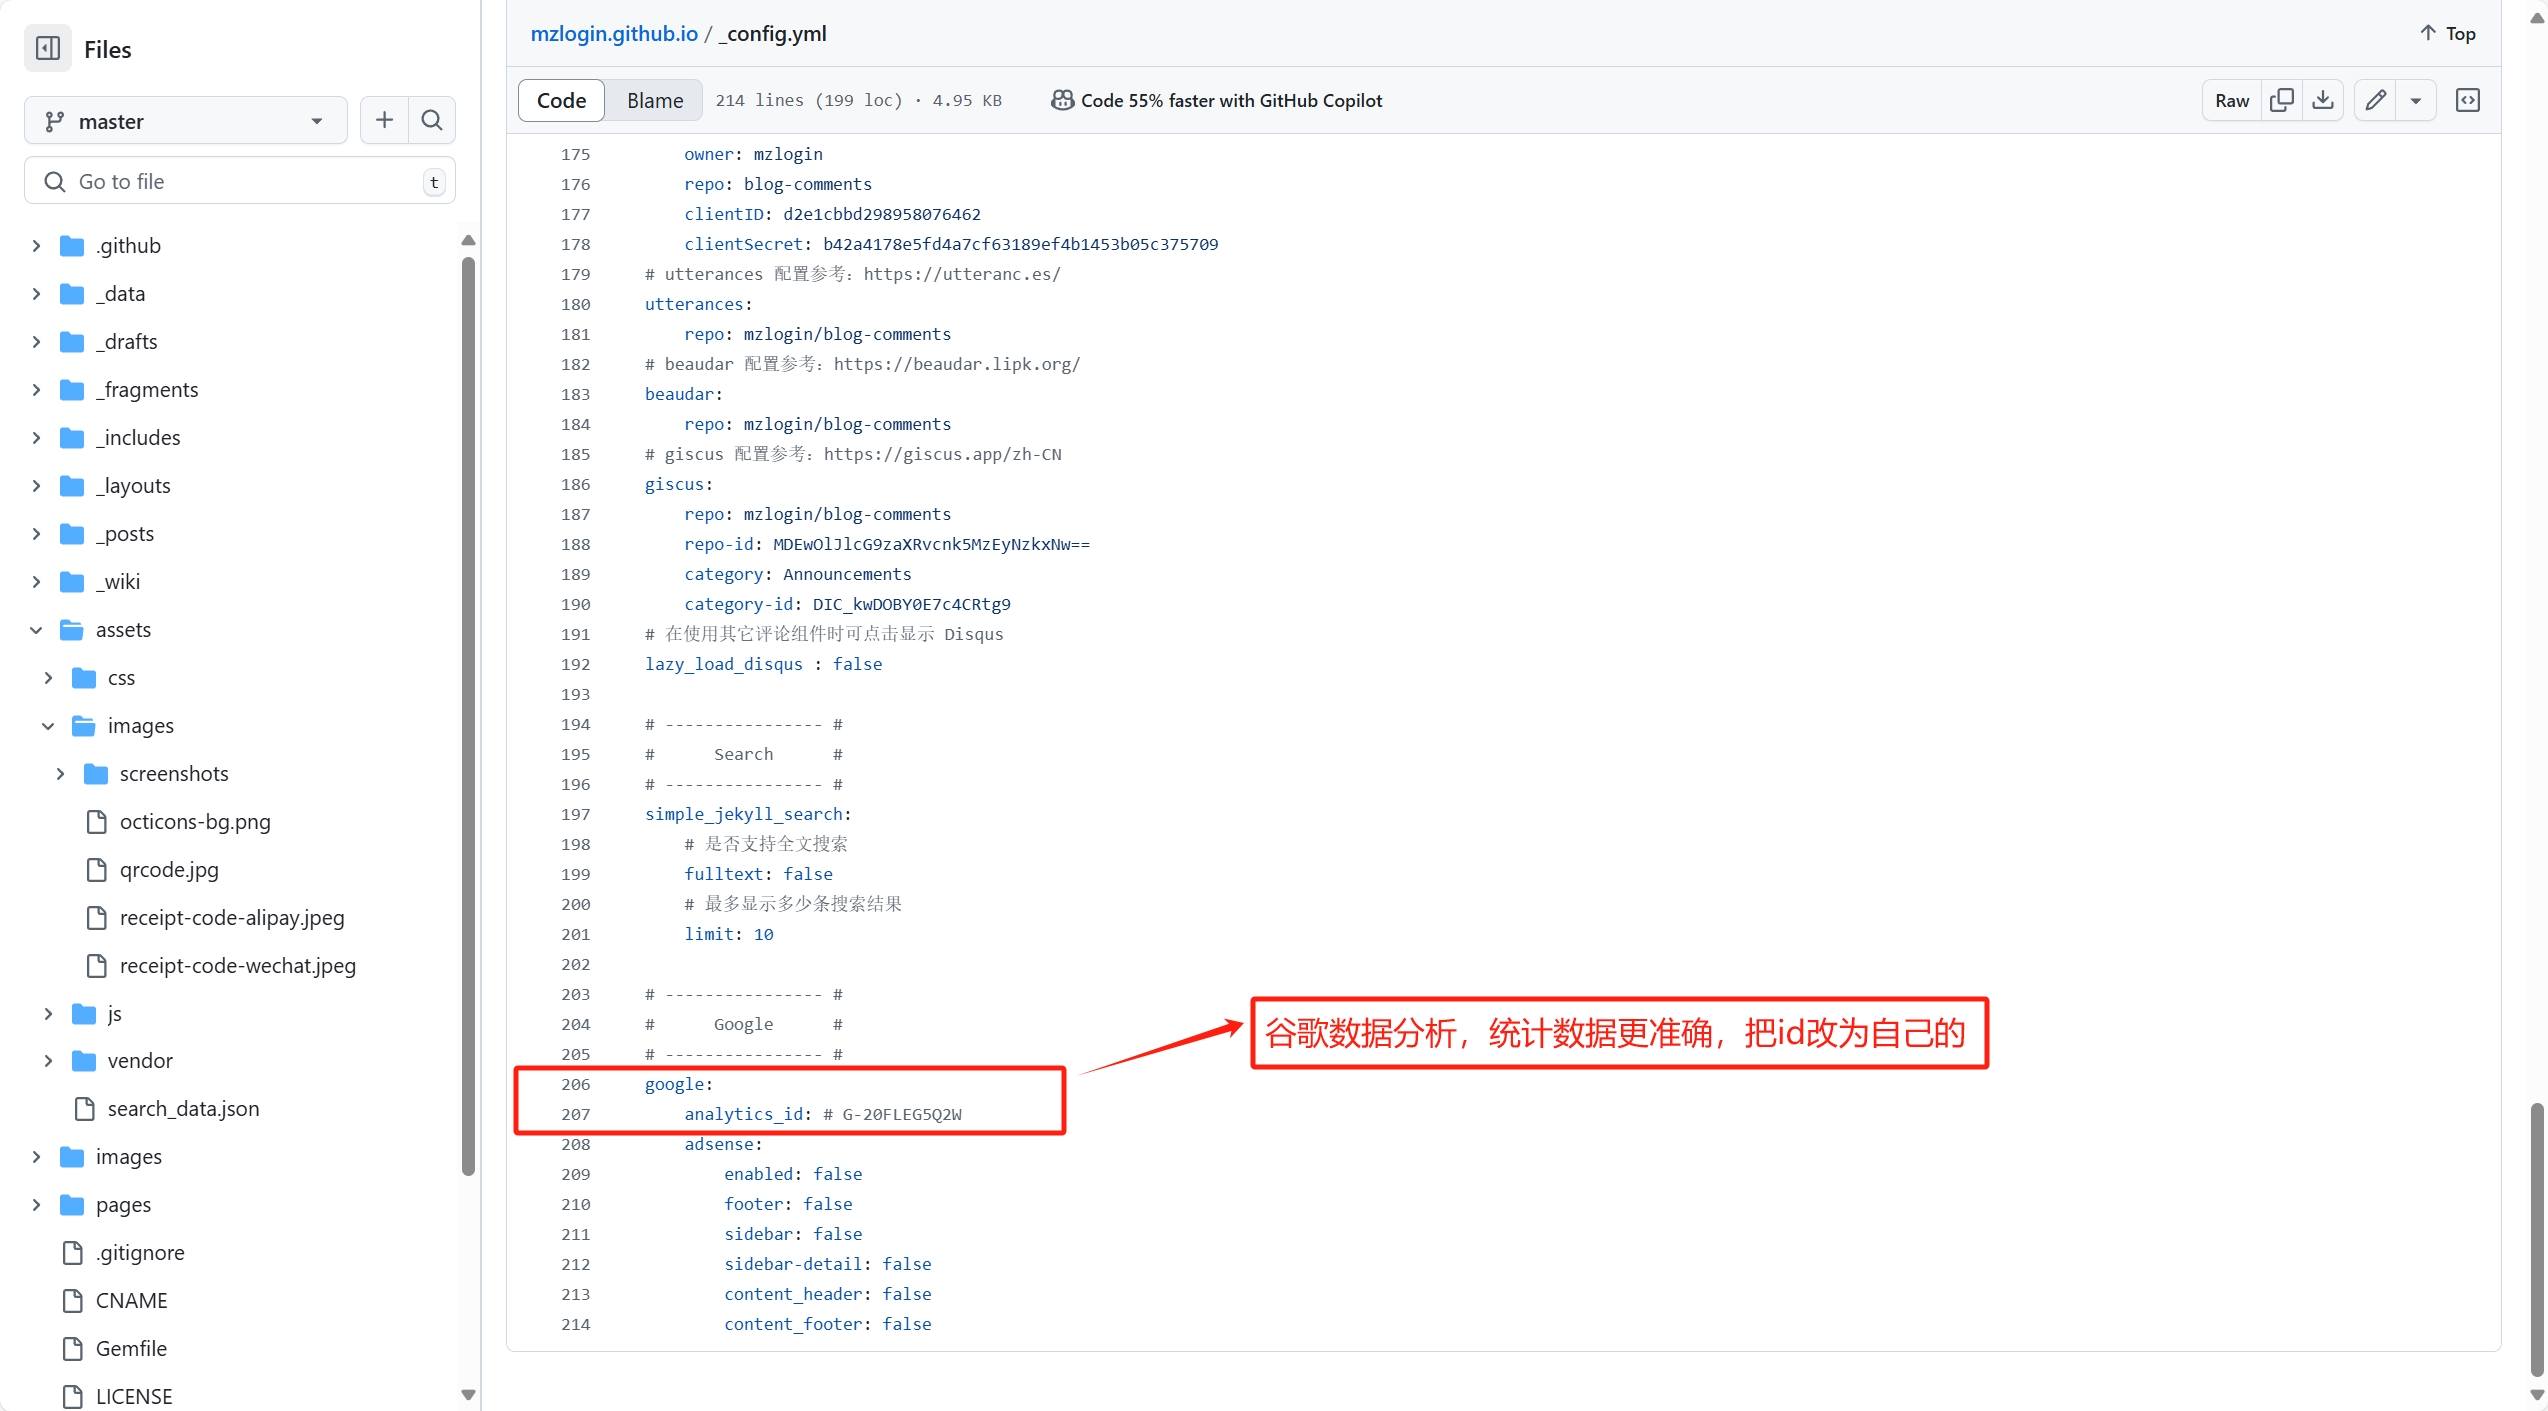 Files
master
Go to file
t
.github
_data
_drafts
_fragments
_includes
_layouts
_posts
_wiki
assets
css
images
screenshots
octicons-bg.png
qrcode.jpg
receipt-code-alipay.jpeg
receipt-code-wechat.jpeg
js
vendor
search_data.json
images
pages
.gitignore
CNAME
Gemfile
LICENSE
mzlogin.github.io / _config.yml
Top
Code Blame 214 lines (199 loc) · 4.95 KB Code 55% faster with GitHub Copilot Raw
175 owner: mzlogin
176 repo: blog-comments
177 clientID: d2e1cbbd298958076462
178 clientSecret: b42a4178e5fd4a7cf63189ef4b1453b05c375709
179 # utterances 配置参考：https://utteranc.es/
180 utterances:
181 repo: mzlogin/blog-comments
182 # beaudar 配置参考：https://beaudar.lipk.org/
183 beaudar:
184 repo: mzlogin/blog-comments
185 # giscus 配置参考：https://giscus.app/zh-CN
186 giscus:
187 repo: mzlogin/blog-comments
188 repo-id: MDEwOlJlcG9zaXRvcnk5MzEyNzkxNw==
189 category: Announcements
190 category-id: DIC_kwDOBY0E7c4CRtg9
191 # 在使用其它评论组件时可点击显示 Disqus
192 lazy_load_disqus : false
193
194 # ---------------- #
195 # Search #
196 # ---------------- #
197 simple_jekyll_search:
198 # 是否支持全文搜索
199 fulltext: false
200 # 最多显示多少条搜索结果
201 limit: 10
202
203 # ---------------- #
204 # Google #
205 # ---------------- #
谷歌数据分析，统计数据更准确，把id改为自己的
206 google:
207 analytics_id: # G-20FLEG5Q2W
208 adsense:
209 enabled: false
210 footer: false
211 sidebar: false
212 sidebar-detail: false
213 content_header: false
214 content_footer: false